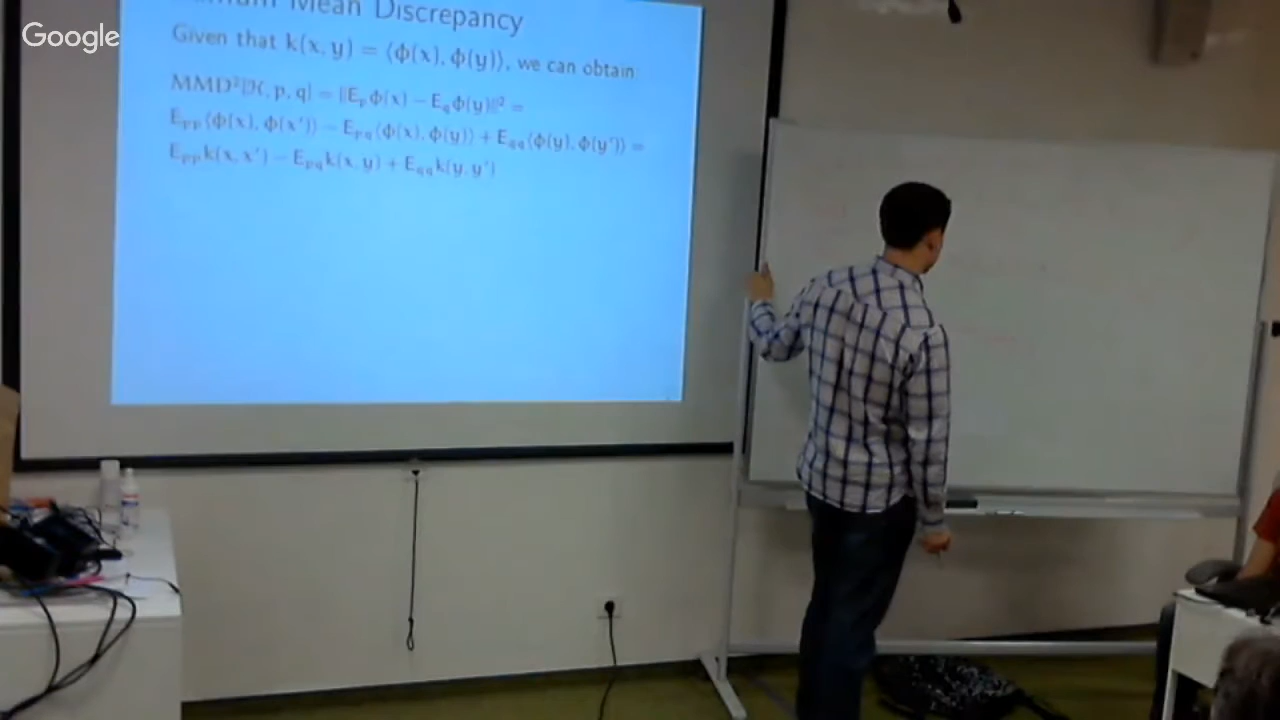 Google
Mean Discrepancy
Given that k(x, y) = ⟨ϕ(x), ϕ(y)⟩, we can obtain
MMD²[ℋ, p, q] = ‖E_p ϕ(x) − E_q ϕ(y)‖² =
E_pp⟨ϕ(x), ϕ(x′)⟩ − E_pq⟨ϕ(x), ϕ(y)⟩ + E_qq⟨ϕ(y), ϕ(y′)⟩ =
E_pp k(x, x′) − E_pq k(x, y) + E_qq k(y, y′)